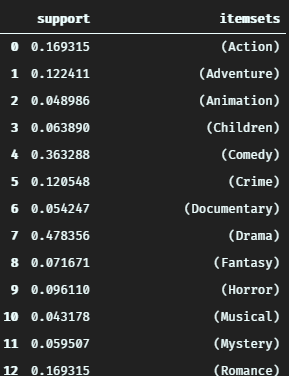 support itemsets
0 0.169315 (Action)
1 0.122411 (Adventure)
2 0.048986 (Animation)
3 0.063890 (Children)
4 0.363288 (Comedy)
5 0.120548 (Crime)
6 0.054247 (Documentary)
7 0.478356 (Drama)
8 0.071671 (Fantasy)
9 0.096110 (Horror)
10 0.043178 (Musical)
11 0.059507 (Mystery)
12 0.169315 (Romance)